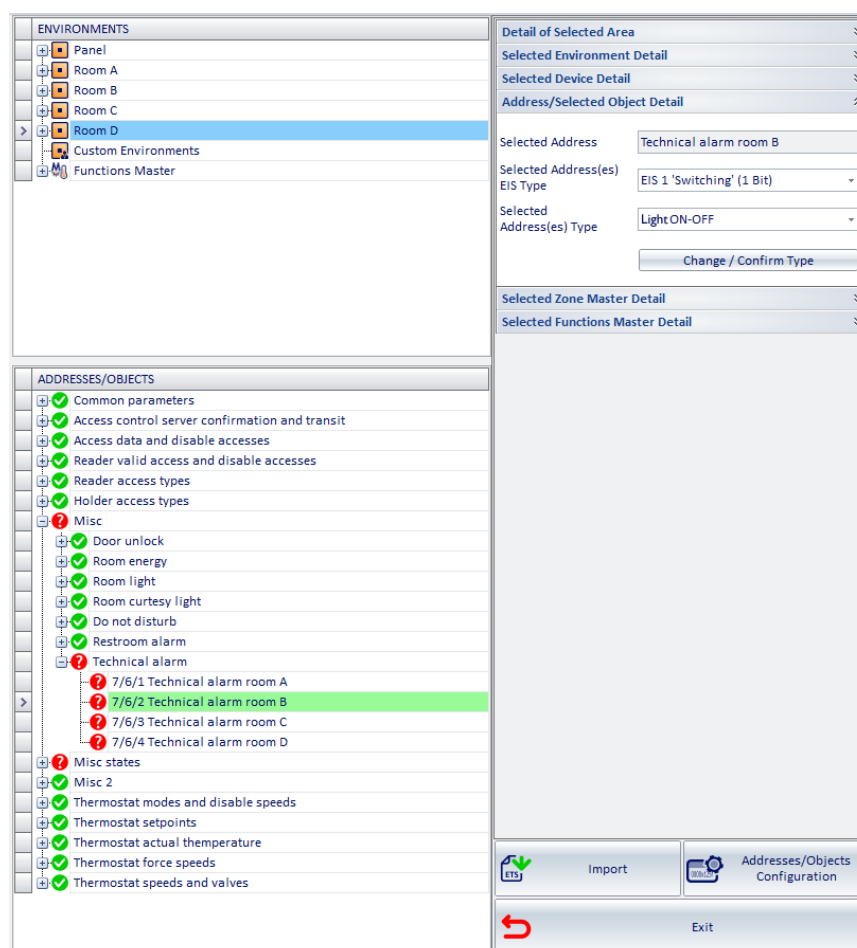 ENVIRONMENTS
Panel
Room A
Room B
Room C
Room D
Custom Environments
Functions Master
ADDRESSES/OBJECTS
Common parameters
Access control server confirmation and transit
Access data and disable accesses
Reader valid access and disable accesses
Reader access types
Holder access types
Misc
Door unlock
Room energy
Room light
Room curtesy light
Do not disturb
Restroom alarm
Technical alarm
7/6/1 Technical alarm room A
7/6/2 Technical alarm room B
7/6/3 Technical alarm room C
7/6/4 Technical alarm room D
Misc states
Misc 2
Thermostat modes and disable speeds
Thermostat setpoints
Thermostat actual themperature
Thermostat force speeds
Thermostat speeds and valves
Detail of Selected Area
Selected Environment Detail
Selected Device Detail
Address/Selected Object Detail
Selected Address
Technical alarm room B
Selected Address(es)
EIS Type
EIS 1 'Switching' (1 Bit)
Selected
Address(es) Type
Light ON-OFF
Change / Confirm Type
Selected Zone Master Detail
Selected Functions Master Detail
ETS
Import
Addresses/Objects
Configuration
Exit